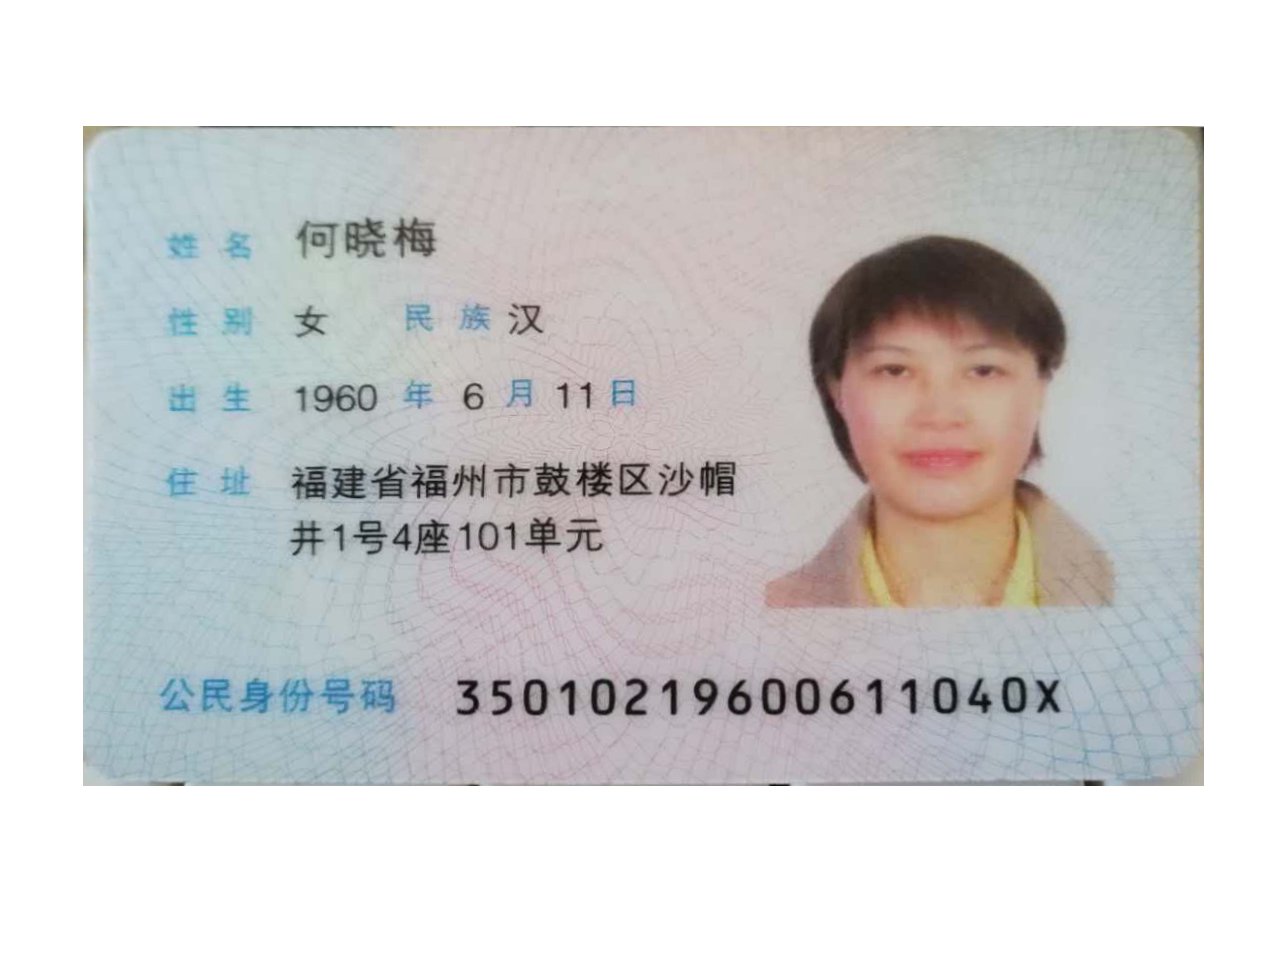 姓名 何晓梅
性别 女 民族 汉
出生 1960 年 6 月 11 日
住址 福建省福州市鼓楼区沙帽
井1号4座101单元
公民身份号码 35010219600611040X